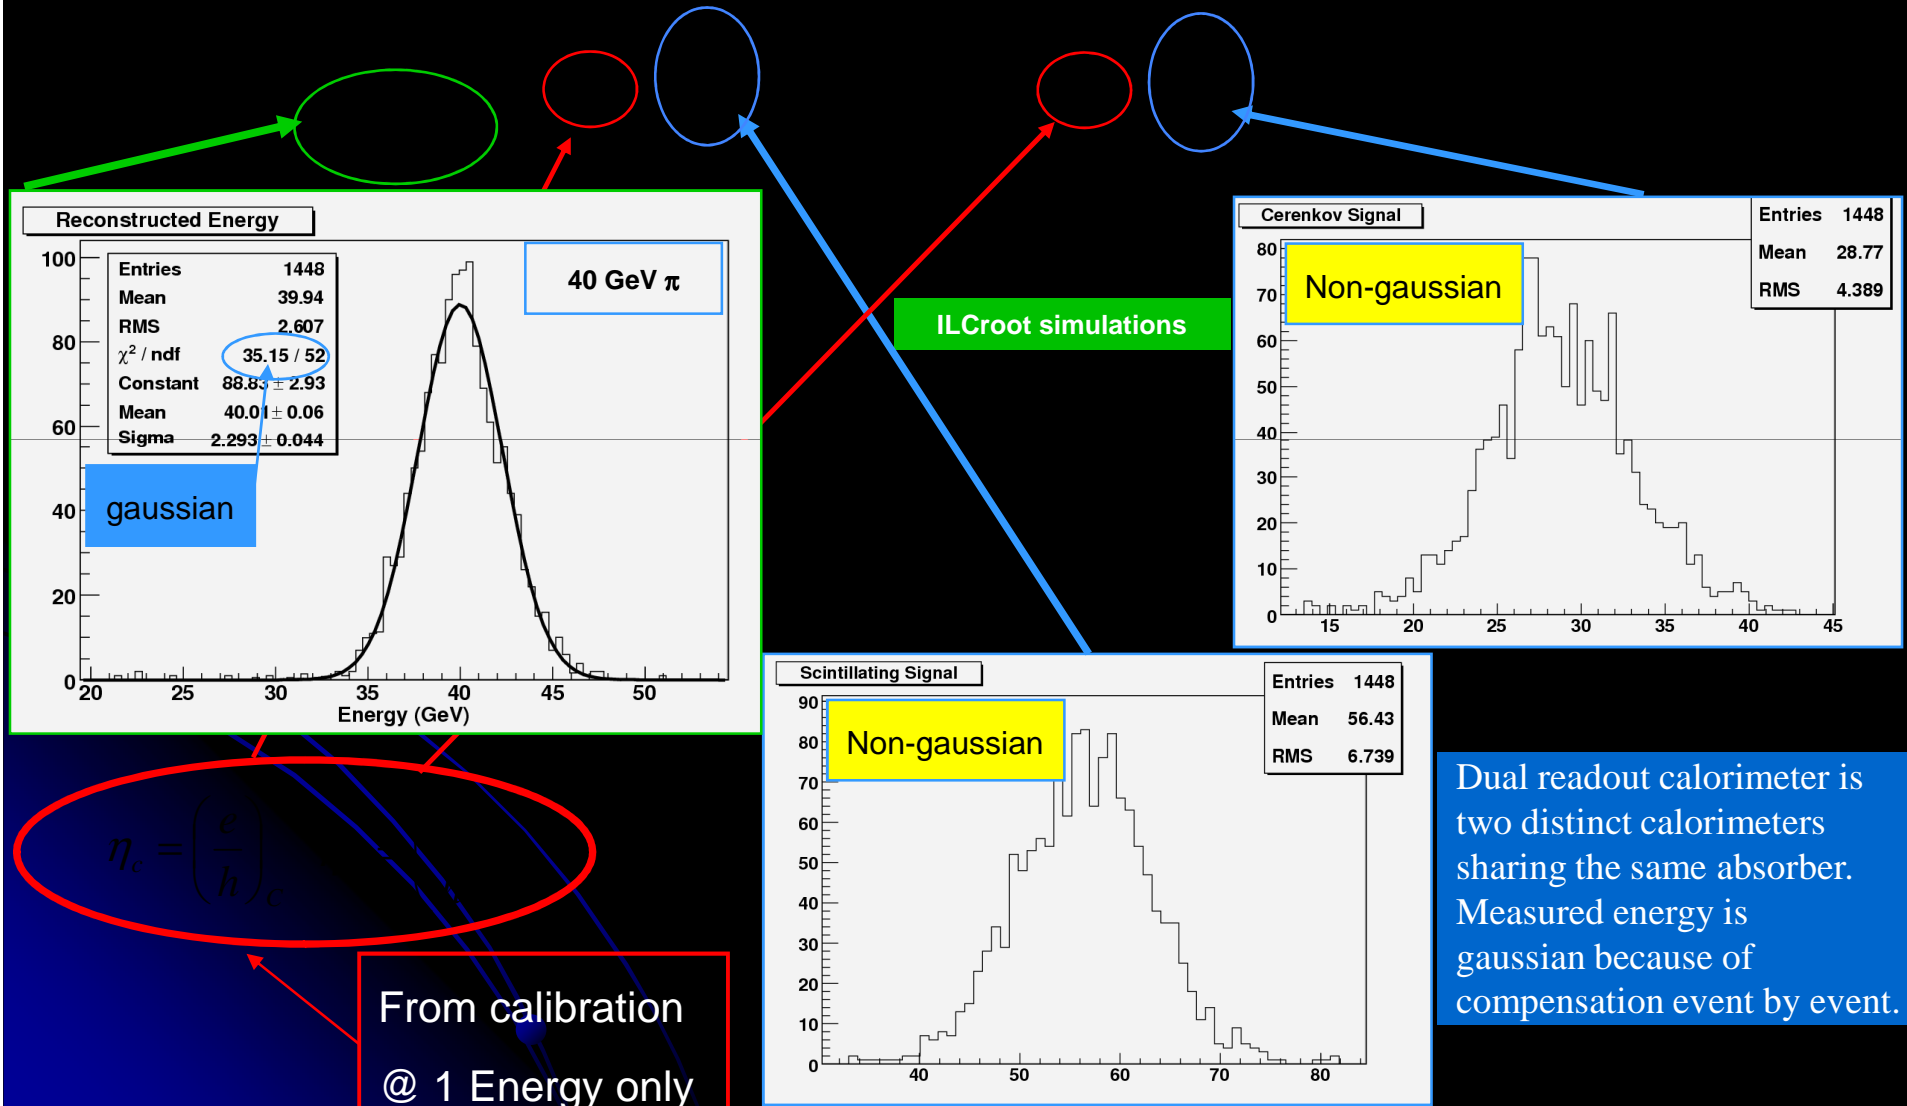 Reconstructed Energy
100
80
60
40
20
0
Entries 1448
Mean 39.94
RMS 2.607
χ² / ndf 35.15 / 52
Constant 88.83 ± 2.93
Mean 40.01 ± 0.06
Sigma 2.293 ± 0.044
40 GeV π
gaussian
20 25 30 35 40 45 50
Energy (GeV)
ILCroot simulations
Cerenkov Signal
Entries 1448
Mean 28.77
RMS 4.389
Non-gaussian
80
70
60
50
40
30
20
10
0
15 20 25 30 35 40 45
Scintillating Signal
Entries 1448
Mean 56.43
RMS 6.739
Non-gaussian
90
80
70
60
50
40
30
20
10
0
40 50 60 70 80
η_c = (e/h)_C
From calibration
@ 1 Energy only
Dual readout calorimeter is
two distinct calorimeters
sharing the same absorber.
Measured energy is
gaussian because of
compensation event by event.